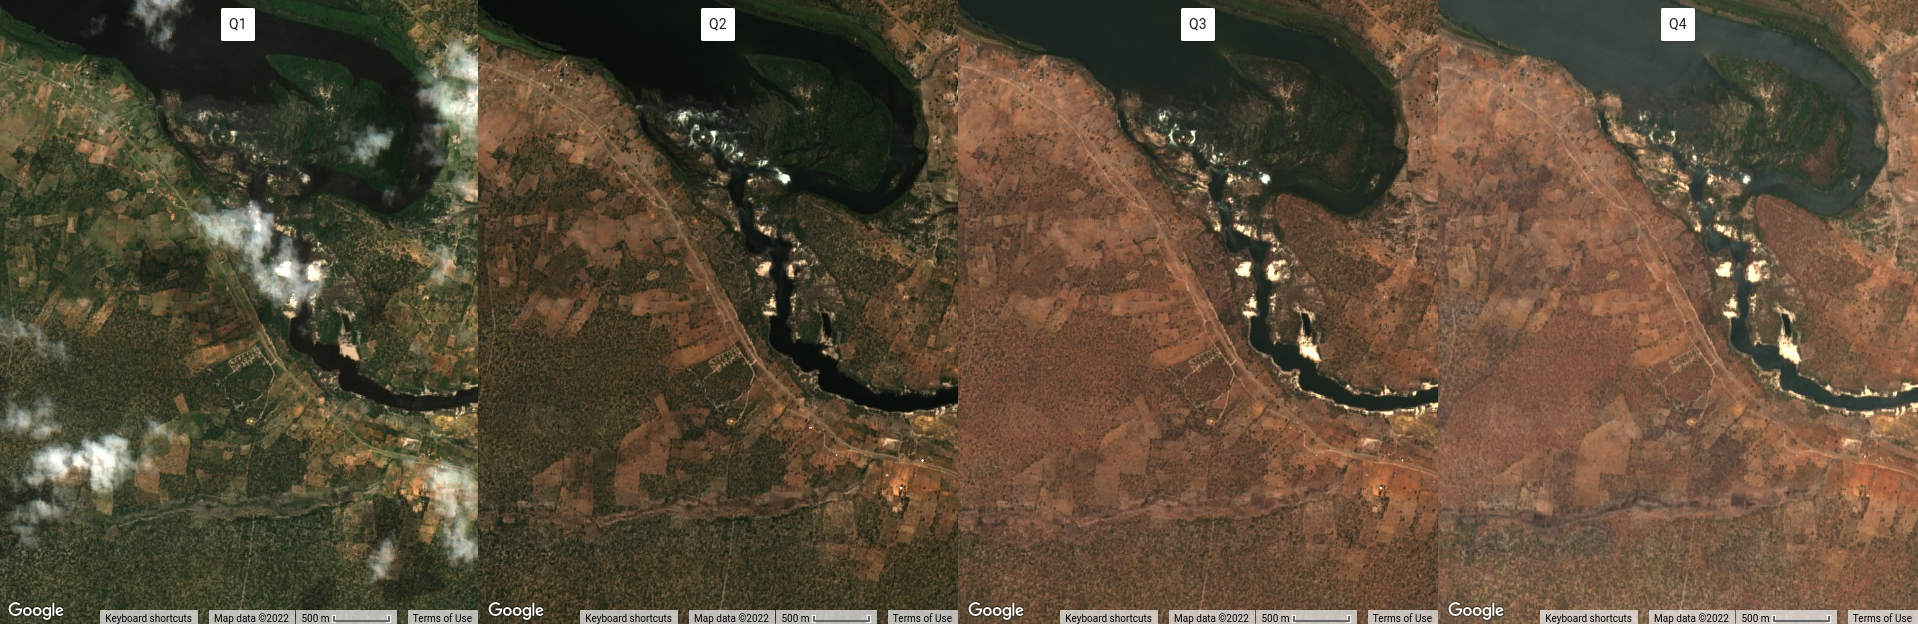 Q1
Q2
Q3
Q4
Google
Keyboard shortcuts
Map data ©2022
500 m
Terms of Use
Google
Keyboard shortcuts
Map data ©2022
500 m
Terms of Use
Google
Keyboard shortcuts
Map data ©2022
500 m
Terms of Use
Google
Keyboard shortcuts
Map data ©2022
500 m
Terms of Use